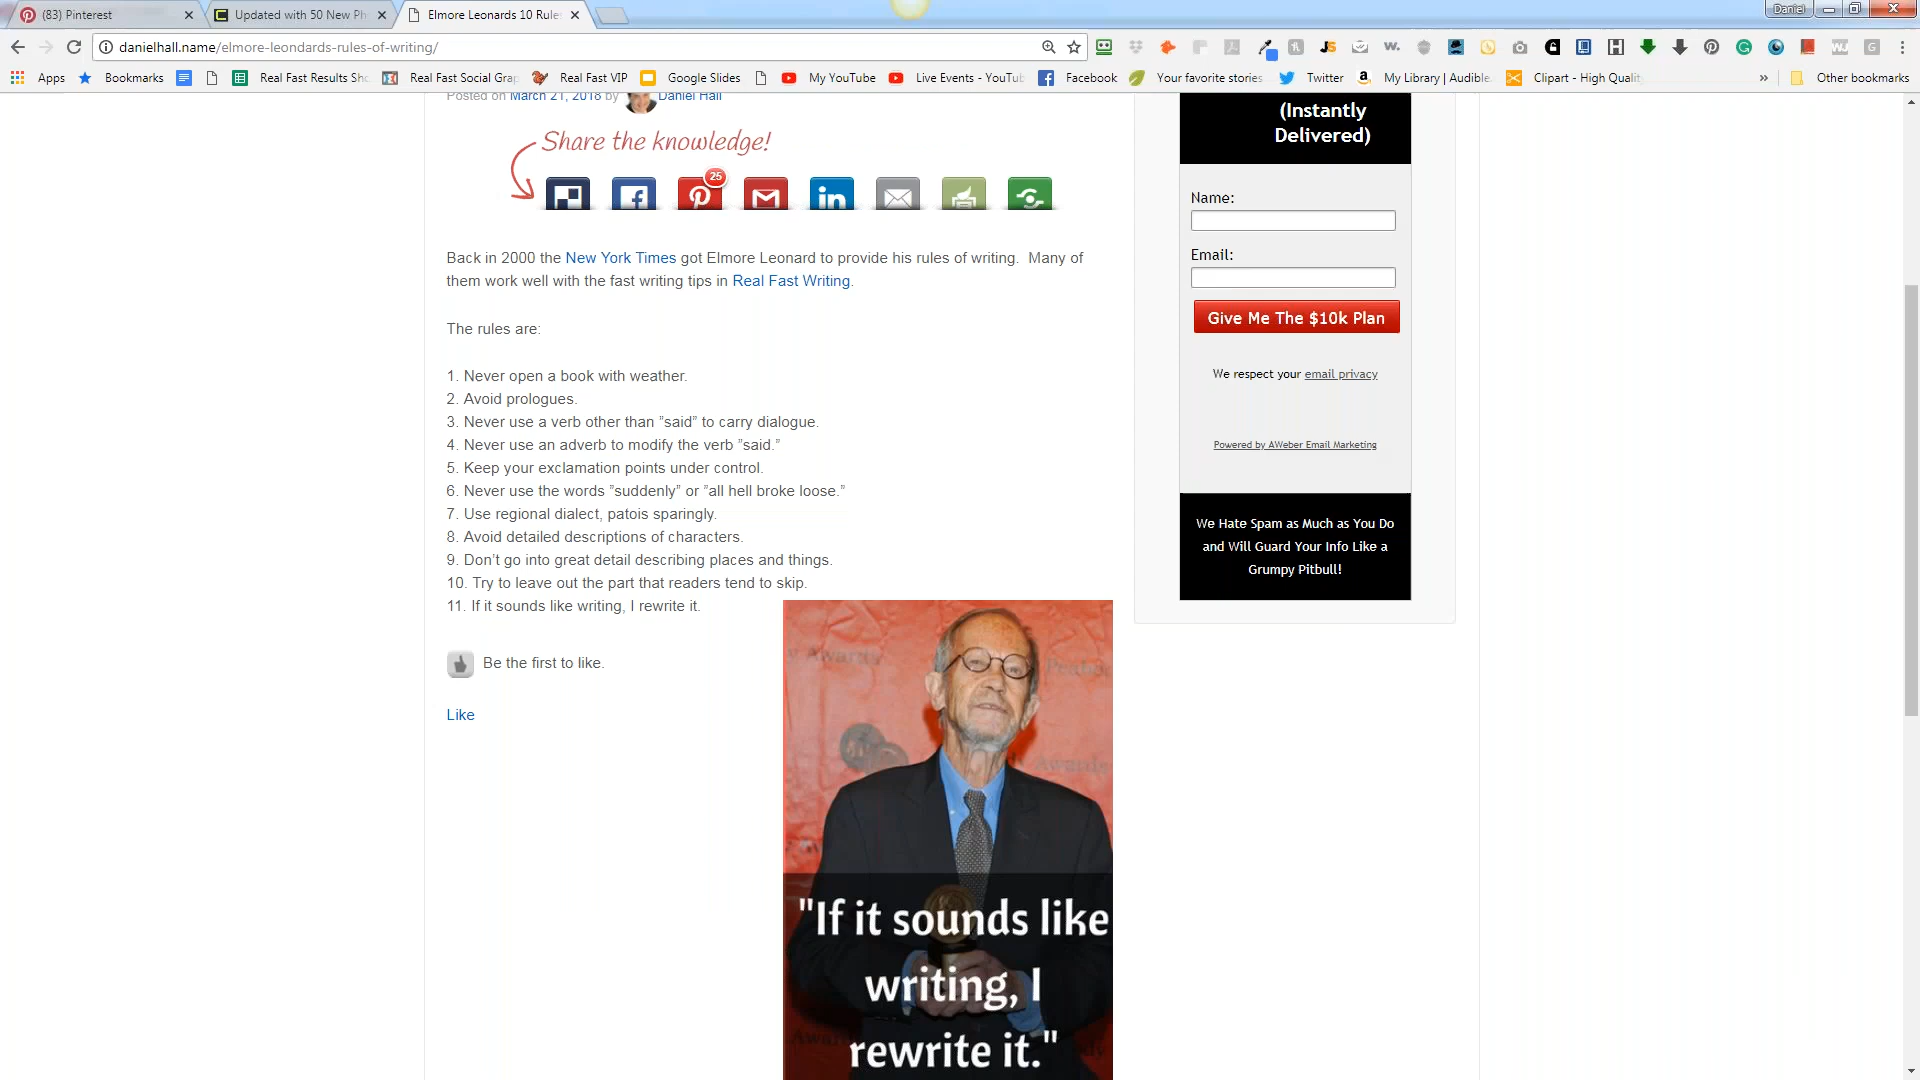 (83) Pinterest
Updated with 50 New Ph
Elmore Leonards 10 Rule
Daniel
danielhall.name/elmore-leondards-rules-of-writing/
Apps
Bookmarks
Real Fast Results Sho
Real Fast Social Grap
Real Fast VIP
Google Slides
My YouTube
Live Events - YouTub
Facebook
Your favorite stories
Twitter
My Library | Audible
Clipart - High Qualit
»
Other bookmarks
Posted on March 21, 2018 by Daniel Hall
Share the knowledge!
25
Back in 2000 the New York Times got Elmore Leonard to provide his rules of writing. Many of
them work well with the fast writing tips in Real Fast Writing.
The rules are:
1. Never open a book with weather.
2. Avoid prologues.
3. Never use a verb other than ”said” to carry dialogue.
4. Never use an adverb to modify the verb ”said.”
5. Keep your exclamation points under control.
6. Never use the words ”suddenly” or ”all hell broke loose.”
7. Use regional dialect, patois sparingly.
8. Avoid detailed descriptions of characters.
9. Don’t go into great detail describing places and things.
10. Try to leave out the part that readers tend to skip.
11. If it sounds like writing, I rewrite it.
Be the first to like.
Like
Awards
Peabo
Awards
"If it sounds like
writing, I
rewrite it."
(Instantly
Delivered)
Name:
Email:
Give Me The $10k Plan
We respect your email privacy
Powered by AWeber Email Marketing
We Hate Spam as Much as You Do
and Will Guard Your Info Like a
Grumpy Pitbull!